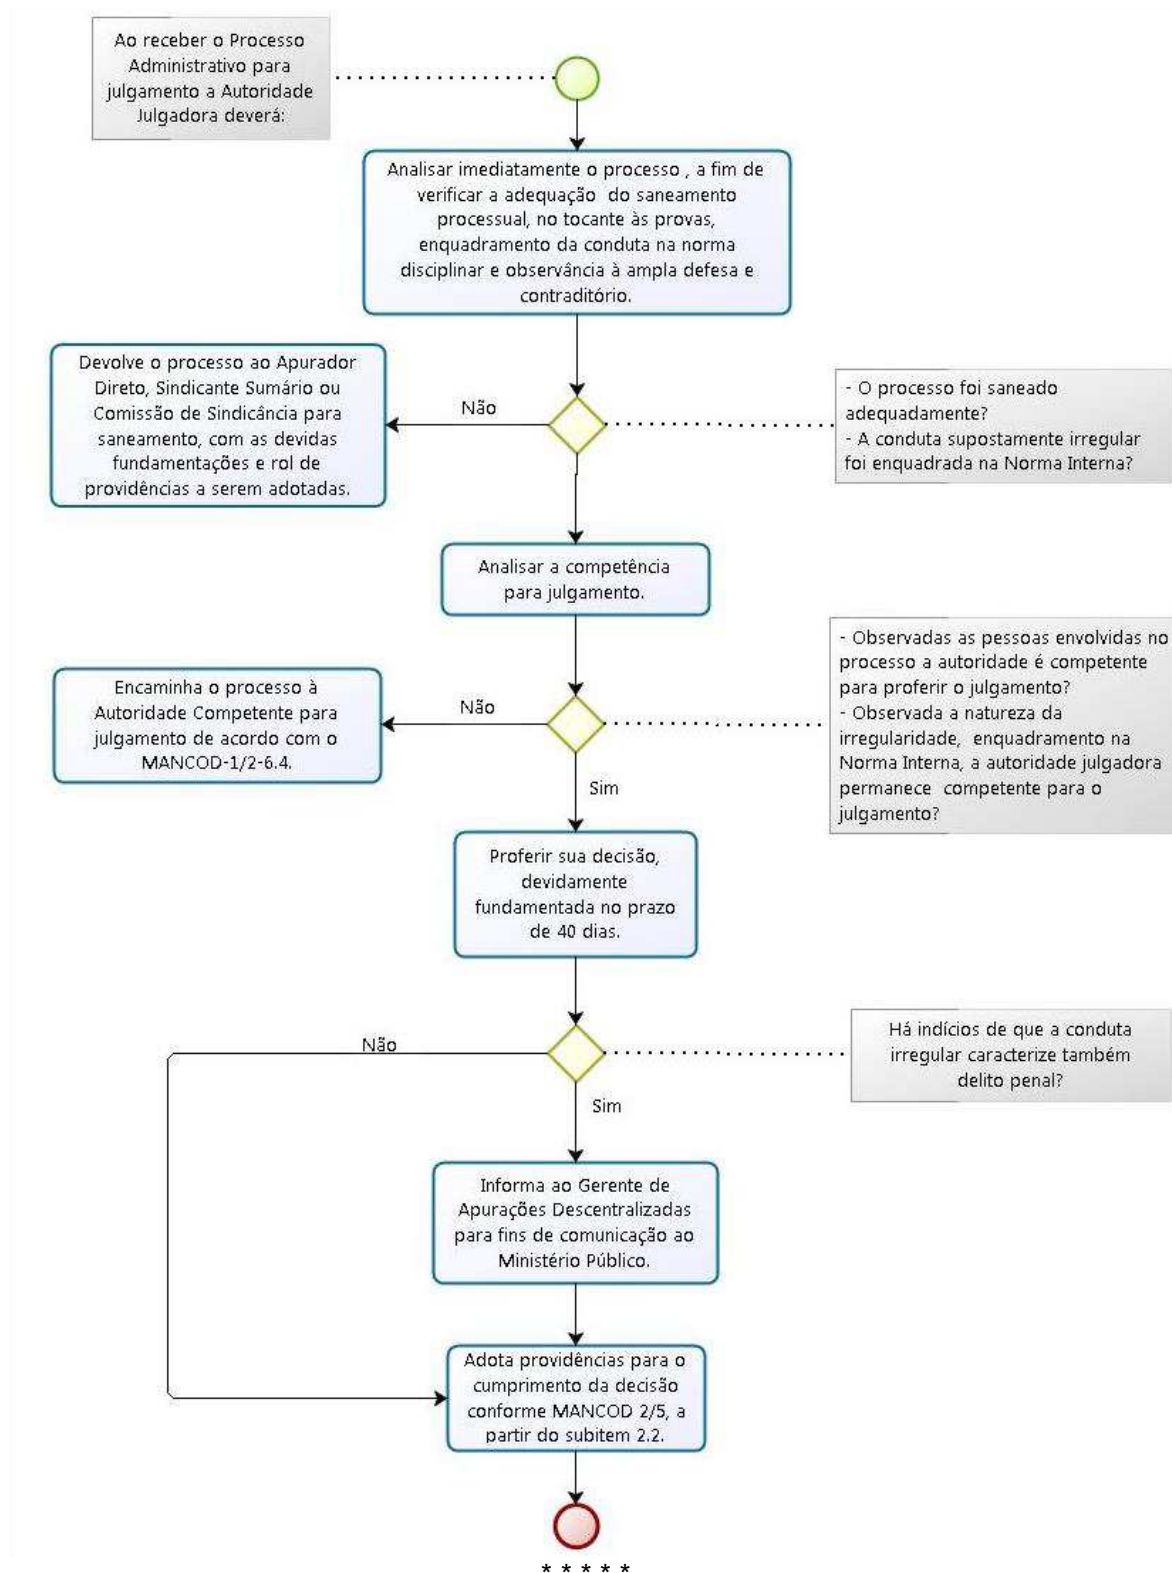 Ao receber o Processo
Administrativo para
julgamento a Autoridade
Julgadora deverá:
Analisar imediatamente o processo , a fim de
verificar a adequação do saneamento
processual, no tocante às provas,
enquadramento da conduta na norma
disciplinar e observância à ampla defesa e
contraditório.
Devolve o processo ao Apurador
Direto, Sindicante Sumário ou
Comissão de Sindicância para
saneamento, com as devidas
fundamentações e rol de
providências a serem adotadas.
Não
- O processo foi saneado
adequadamente?
- A conduta supostamente irregular
foi enquadrada na Norma Interna?
Analisar a competência
para julgamento.
Encaminha o processo à
Autoridade Competente para
julgamento de acordo com o
MANCOD-1/2-6.4.
Não
- Observadas as pessoas envolvidas no
processo a autoridade é competente
para proferir o julgamento?
- Observada a natureza da
irregularidade, enquadramento na
Norma Interna, a autoridade julgadora
permanece competente para o
julgamento?
Sim
Proferir sua decisão,
devidamente
fundamentada no prazo
de 40 dias.
Não
Há indícios de que a conduta
irregular caracterize também
delito penal?
Sim
Informa ao Gerente de
Apurações Descentralizadas
para fins de comunicação ao
Ministério Público.
Adota providências para o
cumprimento da decisão
conforme MANCOD 2/5, a
partir do subitem 2.2.
* * * * *